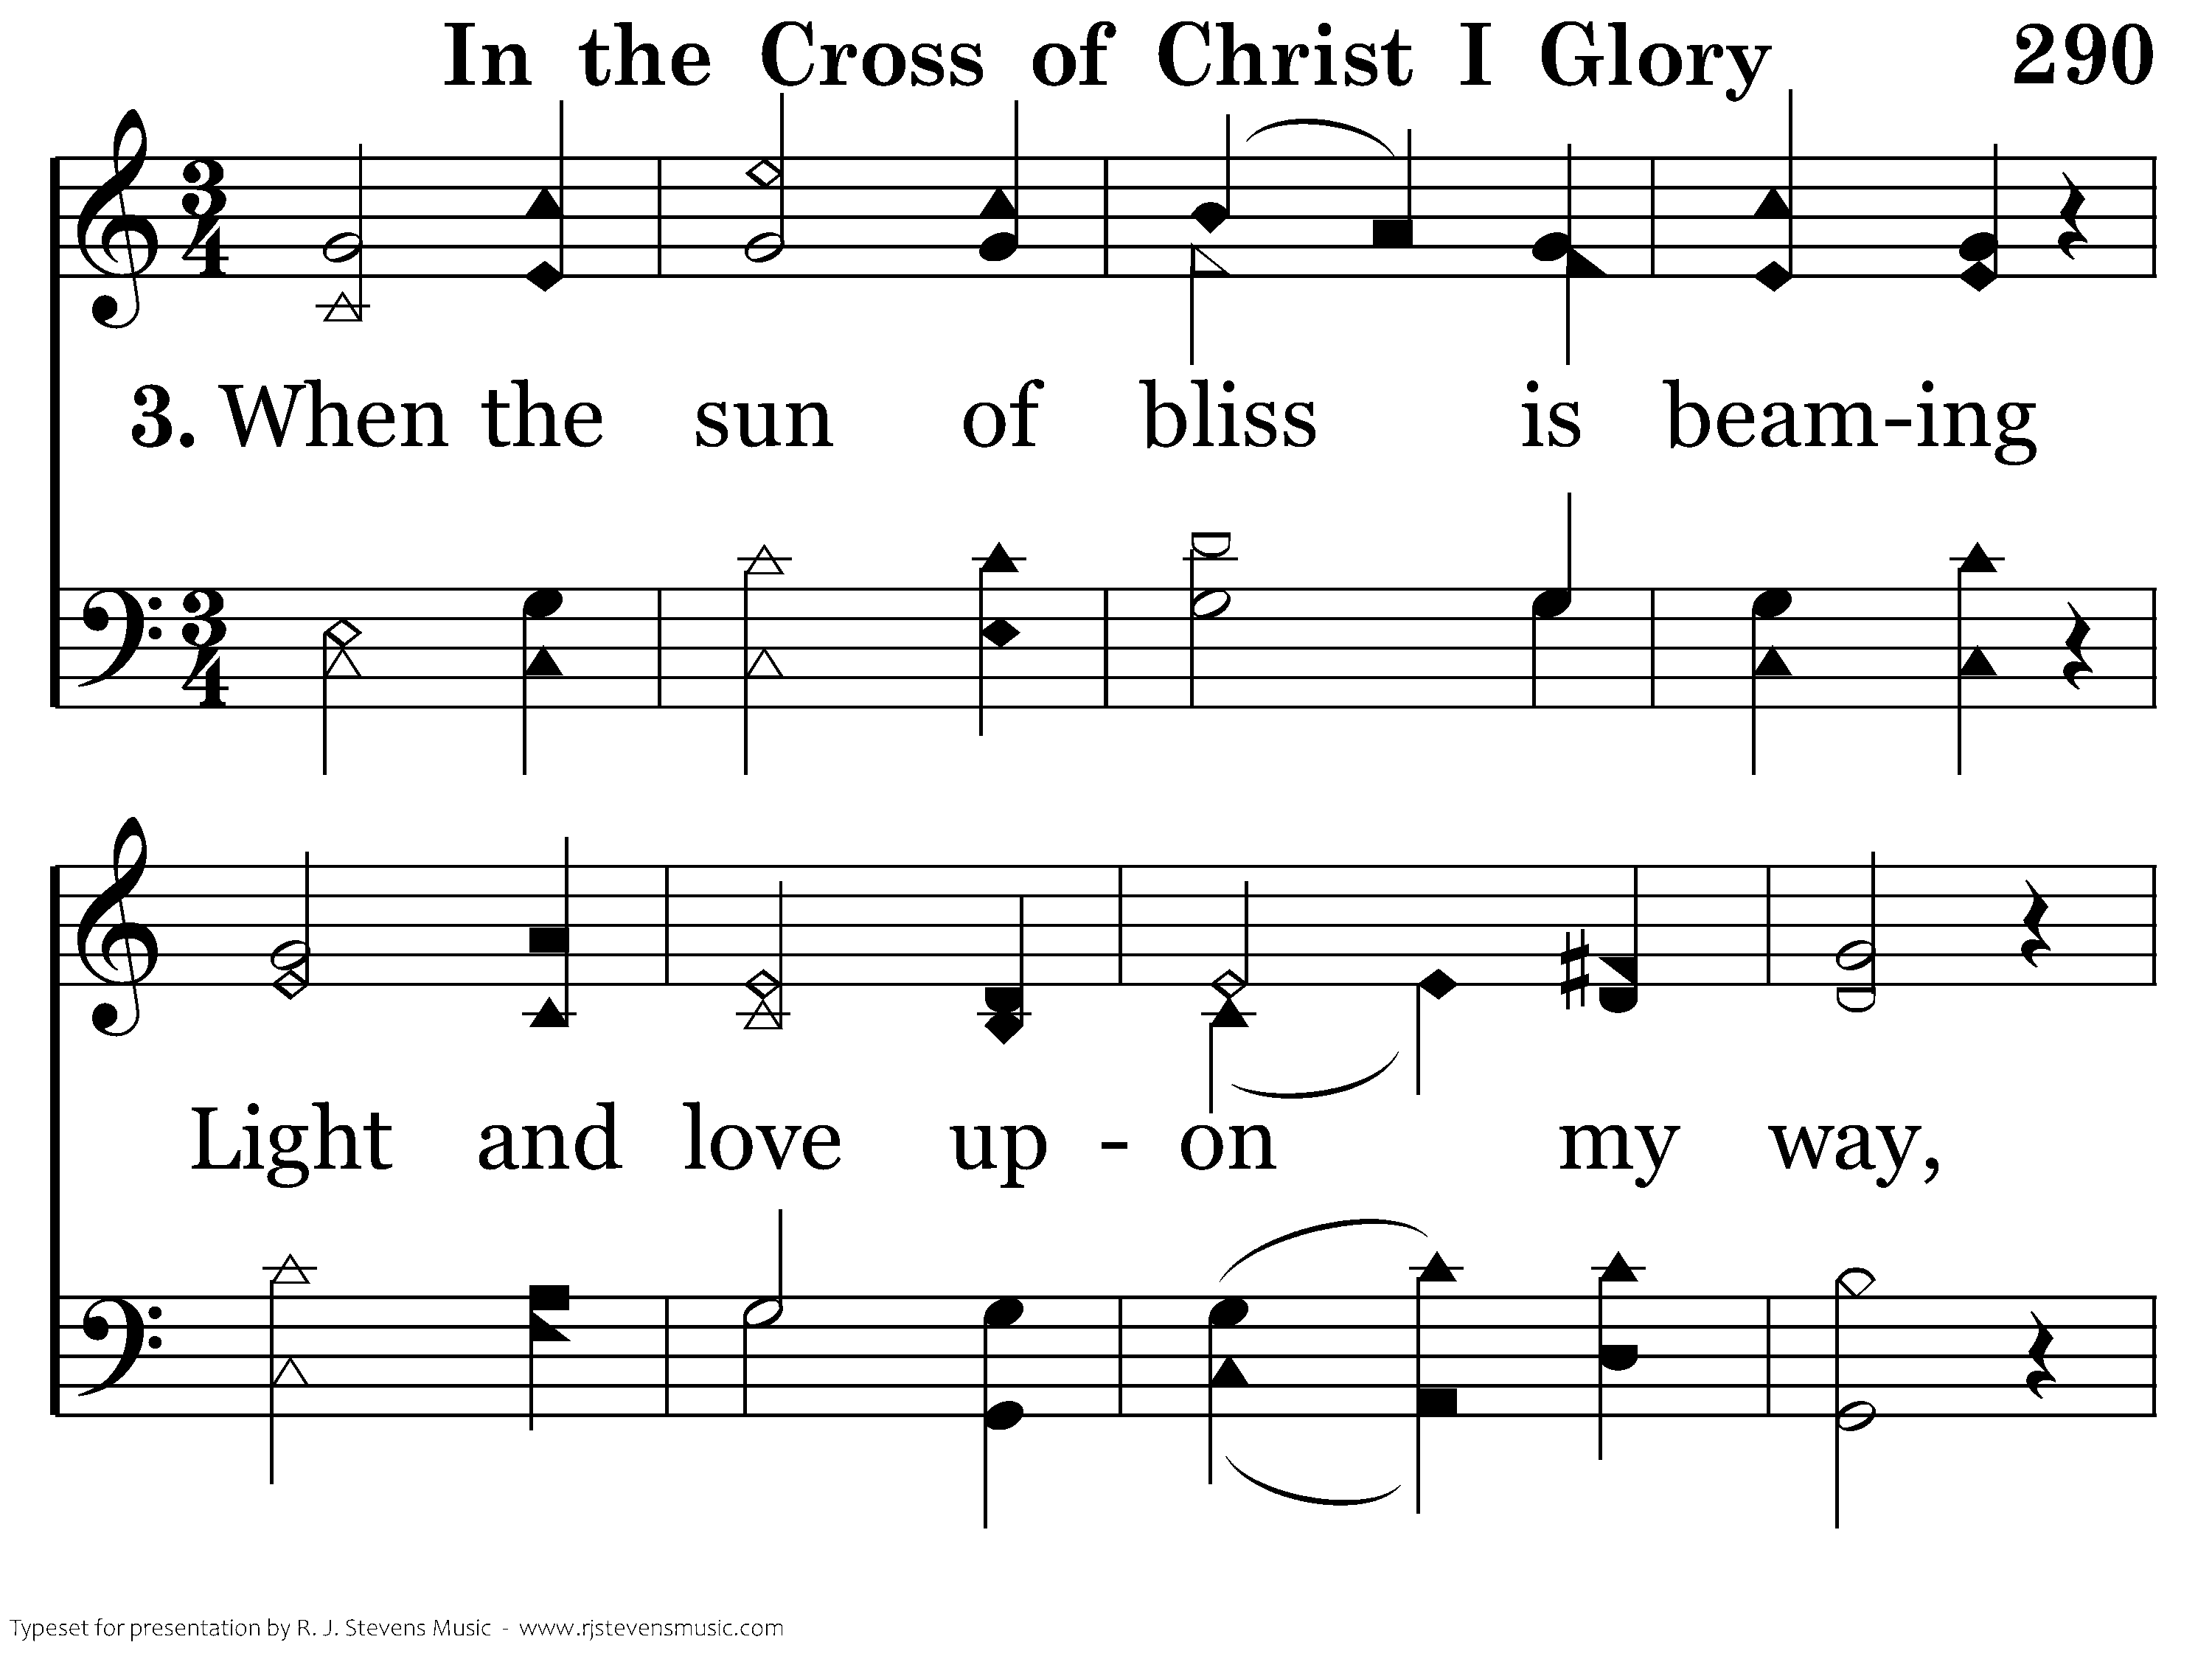 In the Cross of Christ I Glory 290
3. When the sun of bliss is beam-ing
Light and love up - on my way,
Typeset for presentation by R. J. Stevens Music - www.rjstevensmusic.com